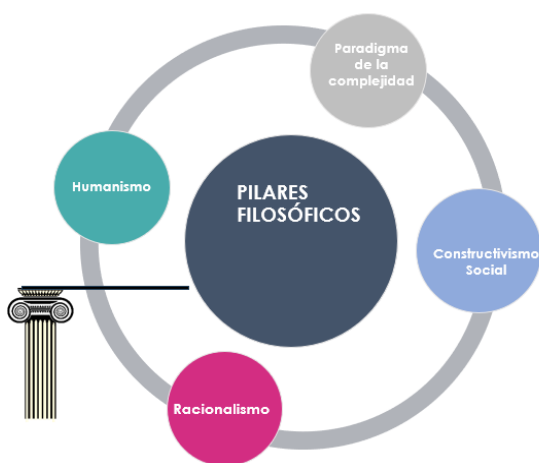 Paradigma
de la
complejidad
Humanismo
PILARES
FILOSÓFICOS
Constructivismo
Social
Racionalismo